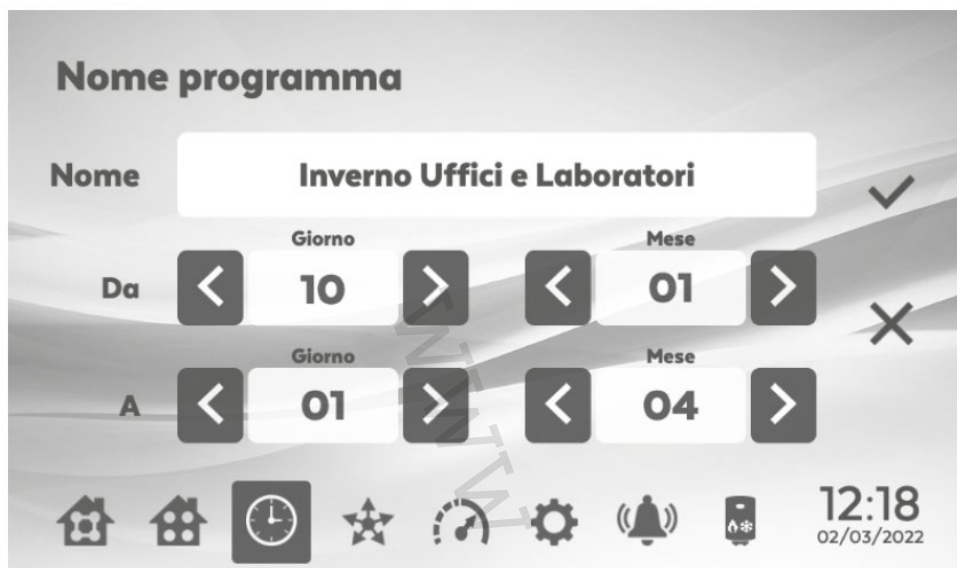 Nome programma
Nome Inverno Uffici e Laboratori
Giorno Mese
Da 10 01
Giorno Mese
A 01 04
12:18
02/03/2022
WWW